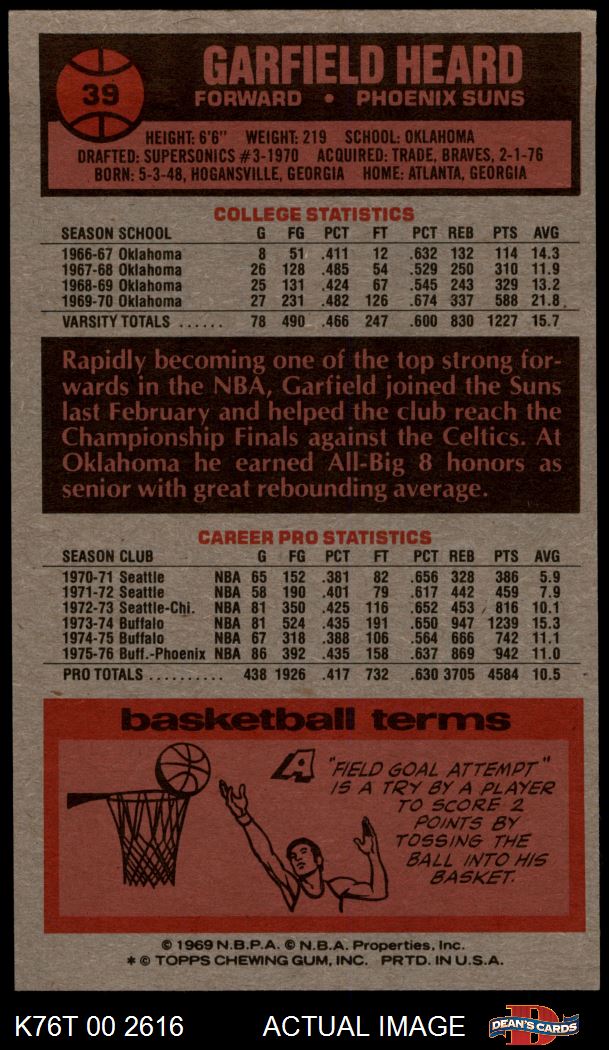 39
GARFIELD HEARD
FORWARD • PHOENIX SUNS
HEIGHT: 6'6" WEIGHT: 219 SCHOOL: OKLAHOMA
DRAFTED: SUPERSONICS #3-1970 ACQUIRED: TRADE, BRAVES, 2-1-76
BORN: 5-3-48, HOGANSVILLE, GEORGIA HOME: ATLANTA, GEORGIA
COLLEGE STATISTICS
SEASON SCHOOL G FG PCT FT PCT REB PTS AVG
1966-67 Oklahoma 8 51 .411 12 .632 132 114 14.3
1967-68 Oklahoma 26 128 .485 54 .529 250 310 11.9
1968-69 Oklahoma 25 131 .424 67 .545 243 329 13.2
1969-70 Oklahoma 27 231 .482 126 .674 337 588 21.8
VARSITY TOTALS ...... 78 490 .466 247 .600 830 1227 15.7
Rapidly becoming one of the top strong for-
wards in the NBA, Garfield joined the Suns
last February and helped the club reach the
Championship Finals against the Celtics. At
Oklahoma he earned All-Big 8 honors as
senior with great rebounding average.
CAREER PRO STATISTICS
SEASON CLUB G FG PCT FT PCT REB PTS AVG
1970-71 Seattle NBA 65 152 .381 82 .656 328 386 5.9
1971-72 Seattle NBA 58 190 .401 79 .617 442 459 7.9
1972-73 Seattle-Chi. NBA 81 350 .425 116 .652 453 816 10.1
1973-74 Buffalo NBA 81 524 .435 191 .650 947 1239 15.3
1974-75 Buffalo NBA 67 318 .388 106 .564 666 742 11.1
1975-76 Buff.-Phoenix NBA 86 392 .435 158 .637 869 942 11.0
PRO TOTALS .......... 438 1926 .417 732 .630 3705 4584 10.5
basketball terms
A "FIELD GOAL ATTEMPT"
IS A TRY BY A PLAYER
TO SCORE 2
POINTS BY
TOSSING THE
BALL INTO HIS
BASKET.
© 1969 N.B.P.A. © N.B.A. Properties, Inc.
* © TOPPS CHEWING GUM, INC. PRTD. IN U.S.A.
K76T 00 2616 ACTUAL IMAGE D DEAN'S CARDS